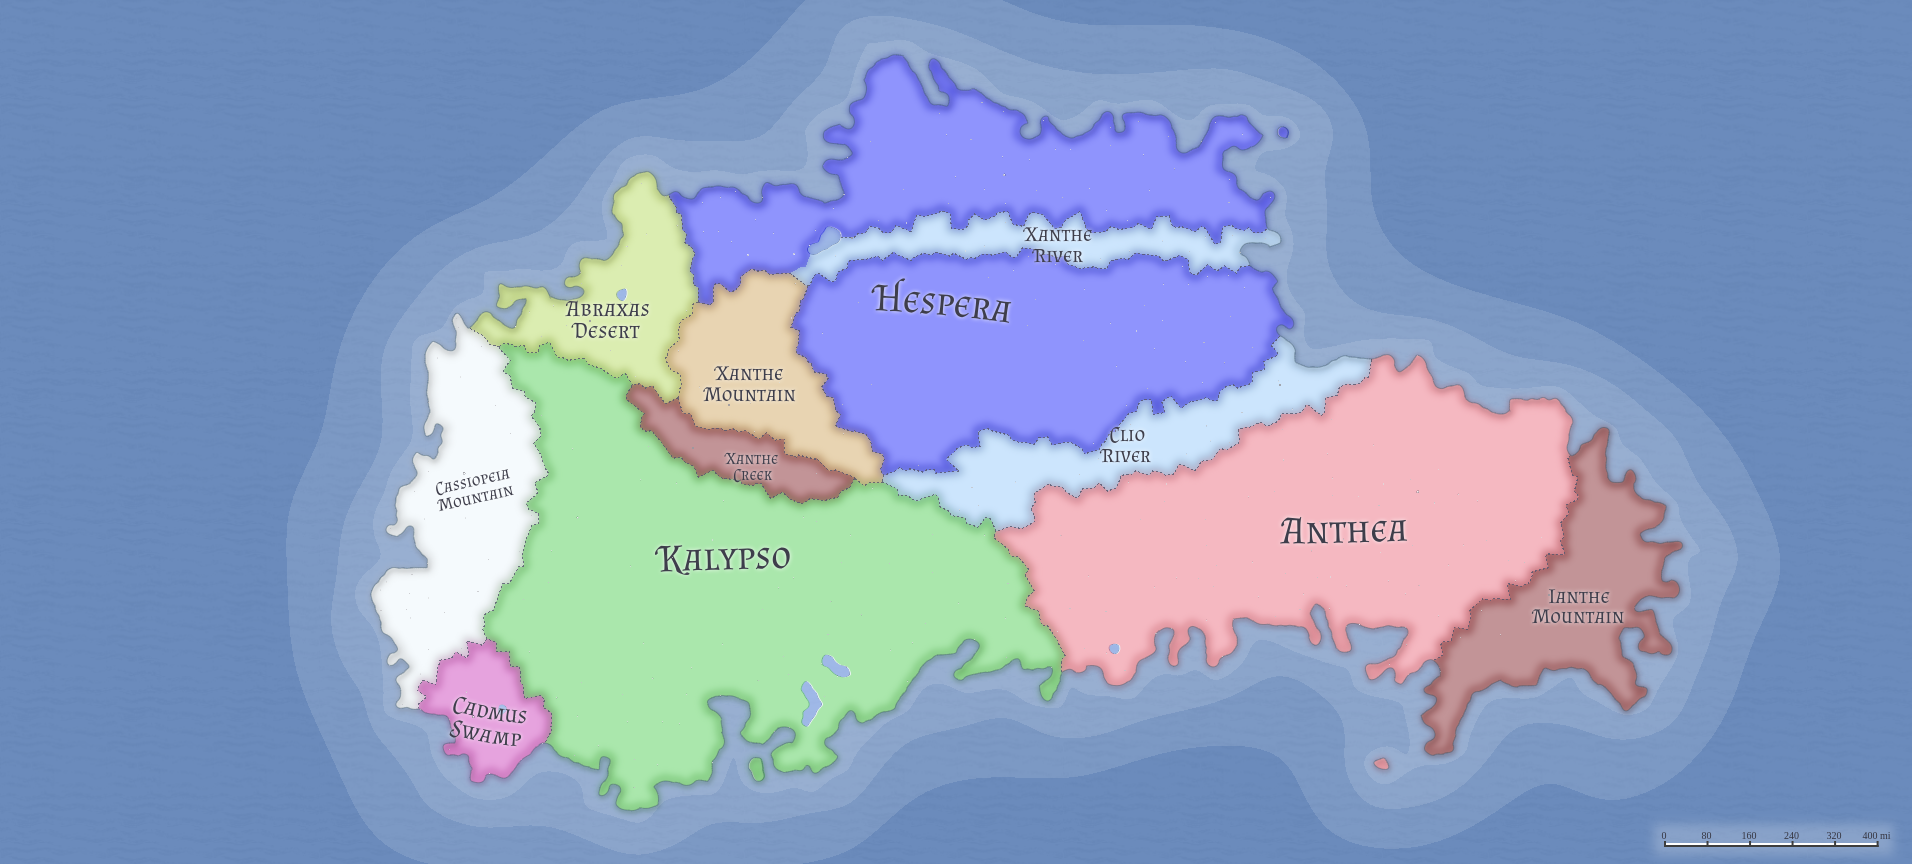 Xanthe
River
Hespera
Abraxas
Desert
Xanthe
Mountain
Clio
River
Xanthe
Creek
Cassiopeia
Mountain
Anthea
Kalypso
Ianthe
Mountain
Cadmus
Swamp
0 80 160 240 320 400 mi